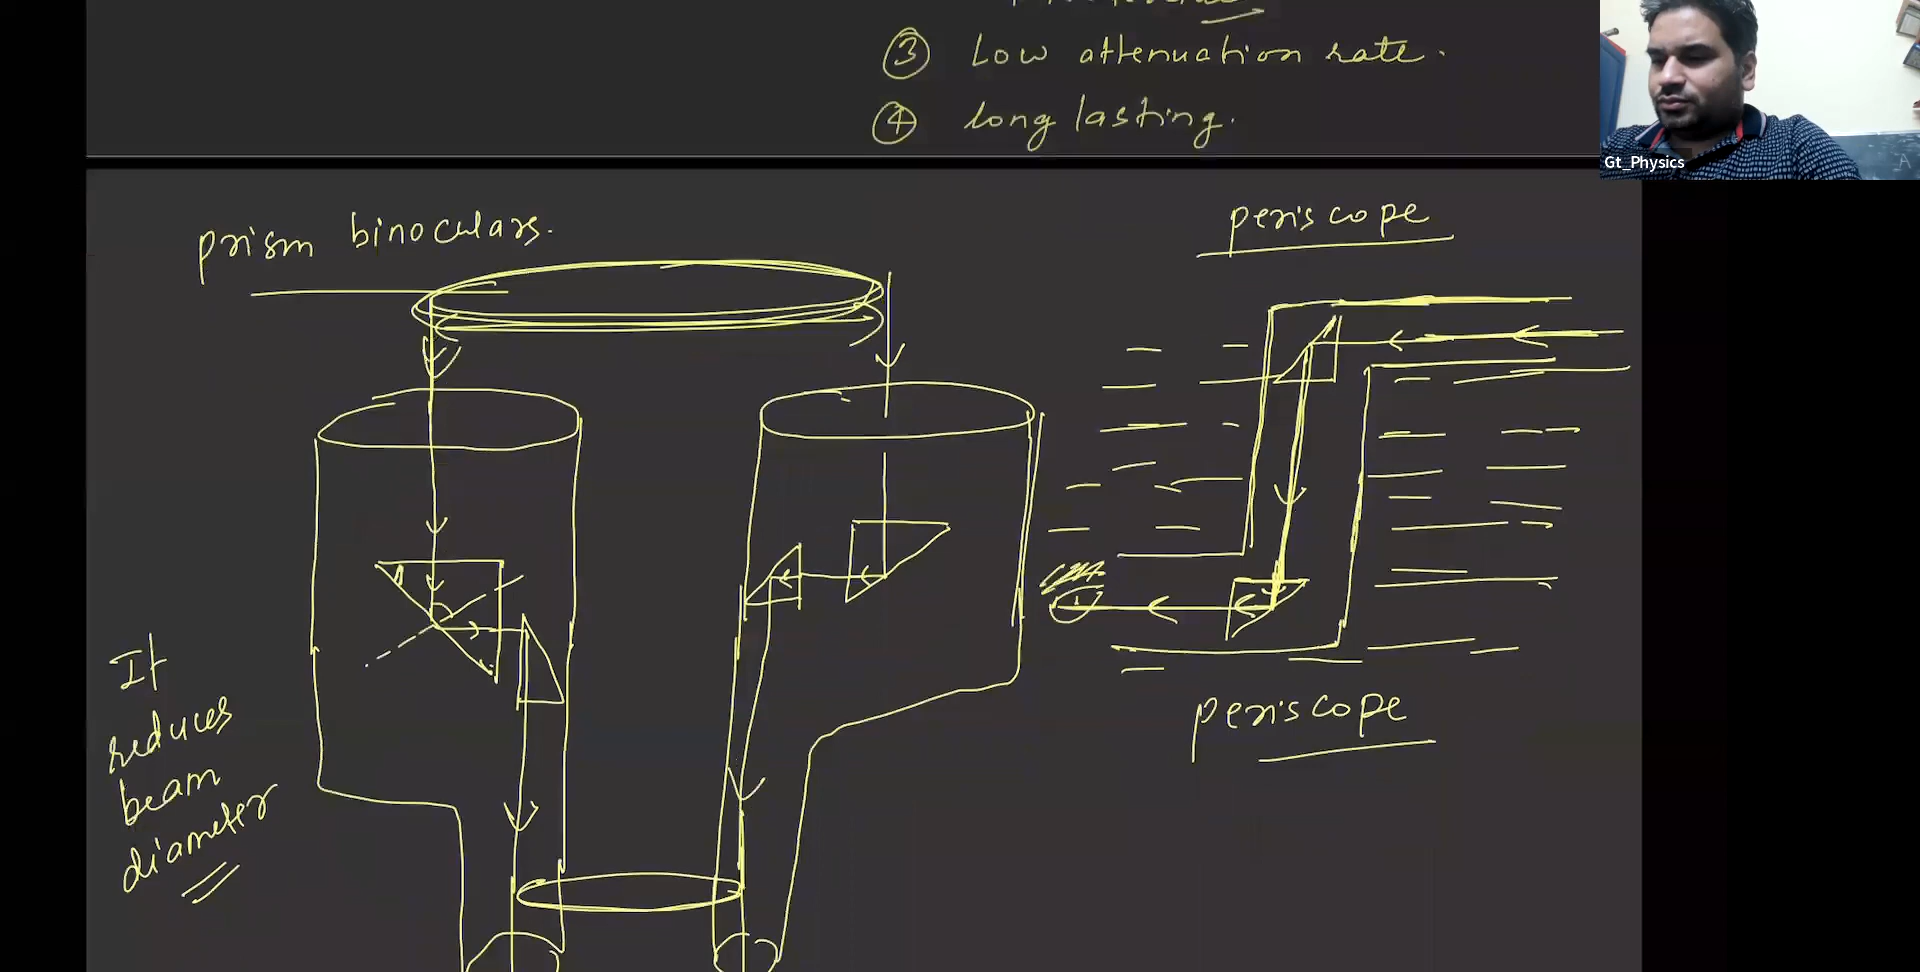 ③ Low attenuation rate.
④ long lasting.
Gt_Physics
prism binoculars.
periscope
It
reduces
beam
diameter
periscope